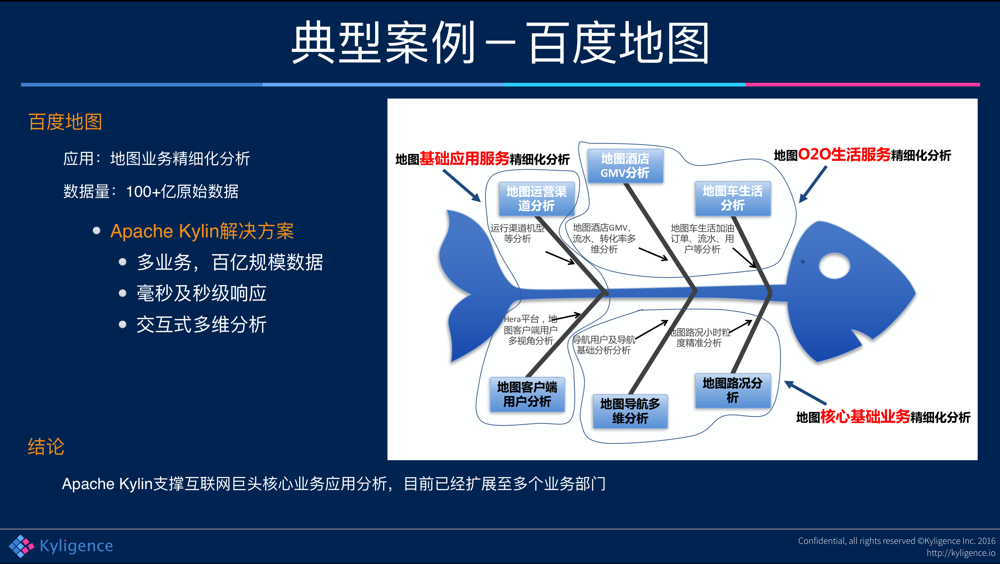 典型案例－百度地图
百度地图
应用：地图业务精细化分析
数据量：100+亿原始数据
Apache Kylin解决方案
多业务，百亿规模数据
毫秒及秒级响应
交互式多维分析
地图基础应用服务精细化分析
地图O2O生活服务精细化分析
地图酒店
GMV分析
地图运营渠
道分析
地图车生活
分析
运行渠道机型
等分析
地图酒店GMV、
流水、转化率多
维分析
地图车生活加油
订单、流水、用
户等分析
Hera平台，地
图客户端用户
多视角分析
导航用户及导航
基础分析分析
地图路况小时粒
度精准分析
地图客户端
用户分析
地图导航多
维分析
地图路况分
析
地图核心基础业务精细化分析
结论
Apache Kylin支撑互联网巨头核心业务应用分析，目前已经扩展至多个业务部门
Kyligence
Confidential, all rights reserved ©Kyligence Inc. 2016
http://kyligence.io